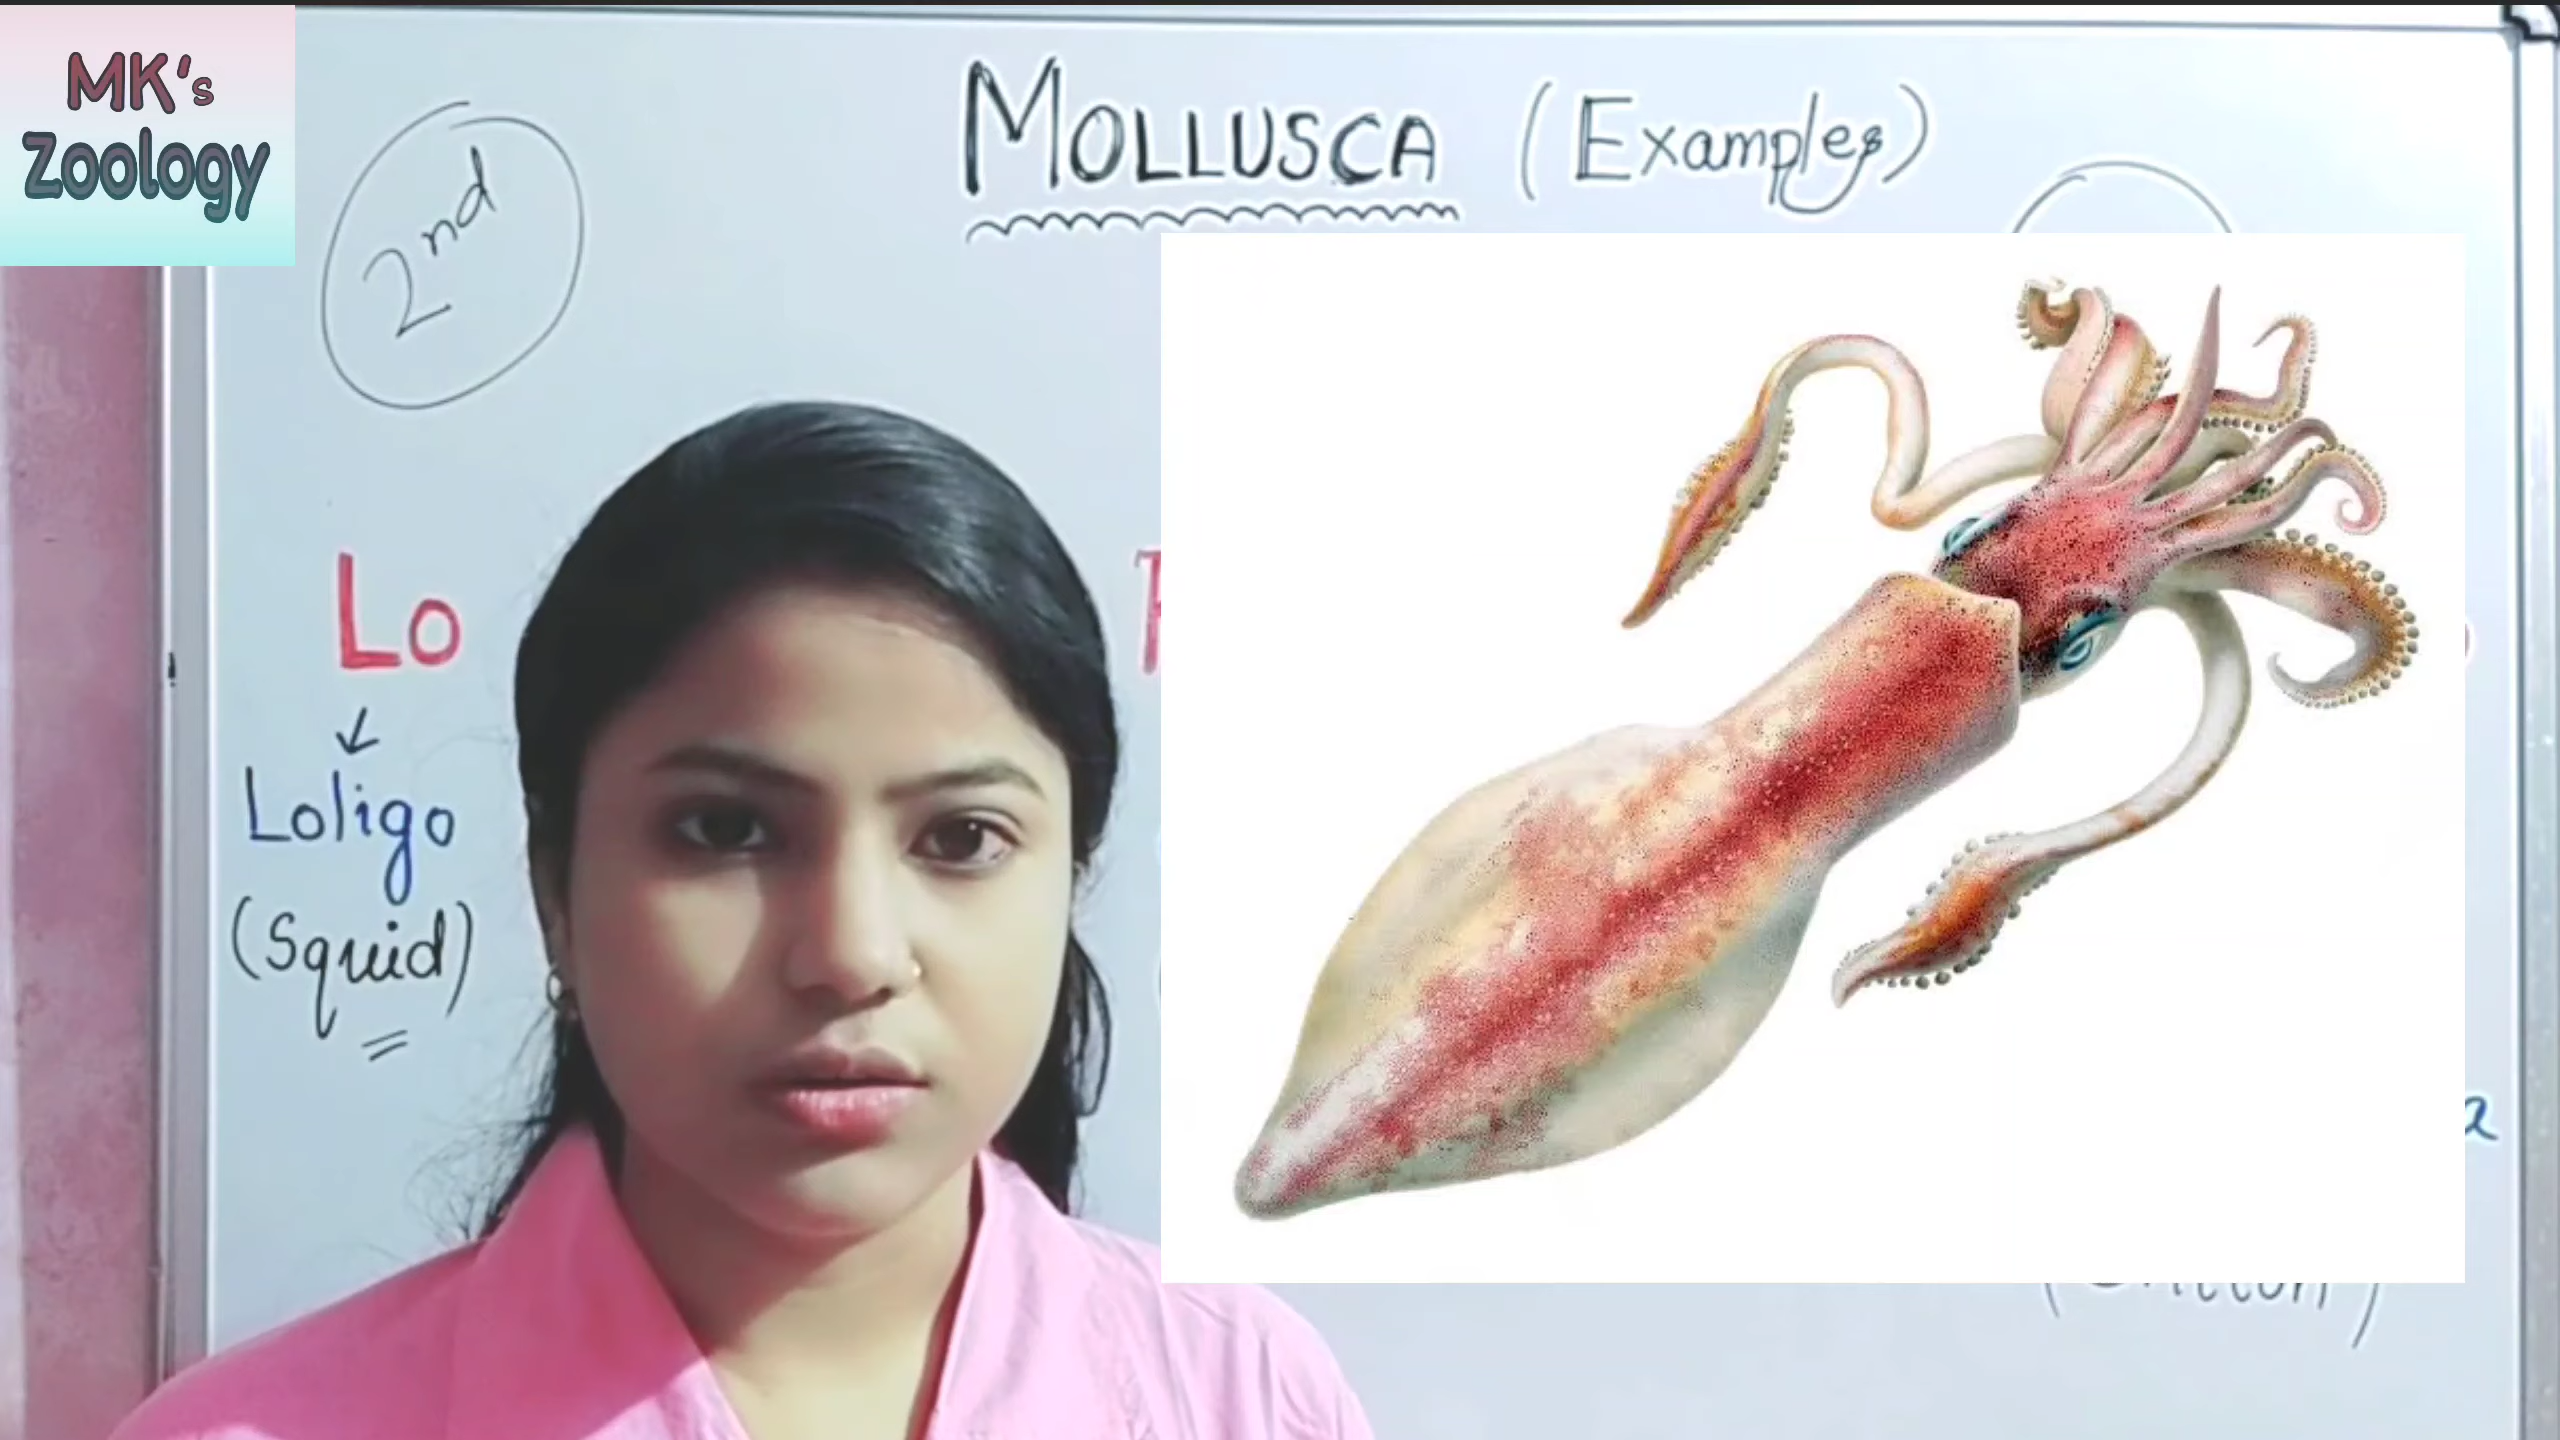 MK's
Zoology
2nd
MOLLUSCA (Examples)
Lo
Loligo
(Squid)